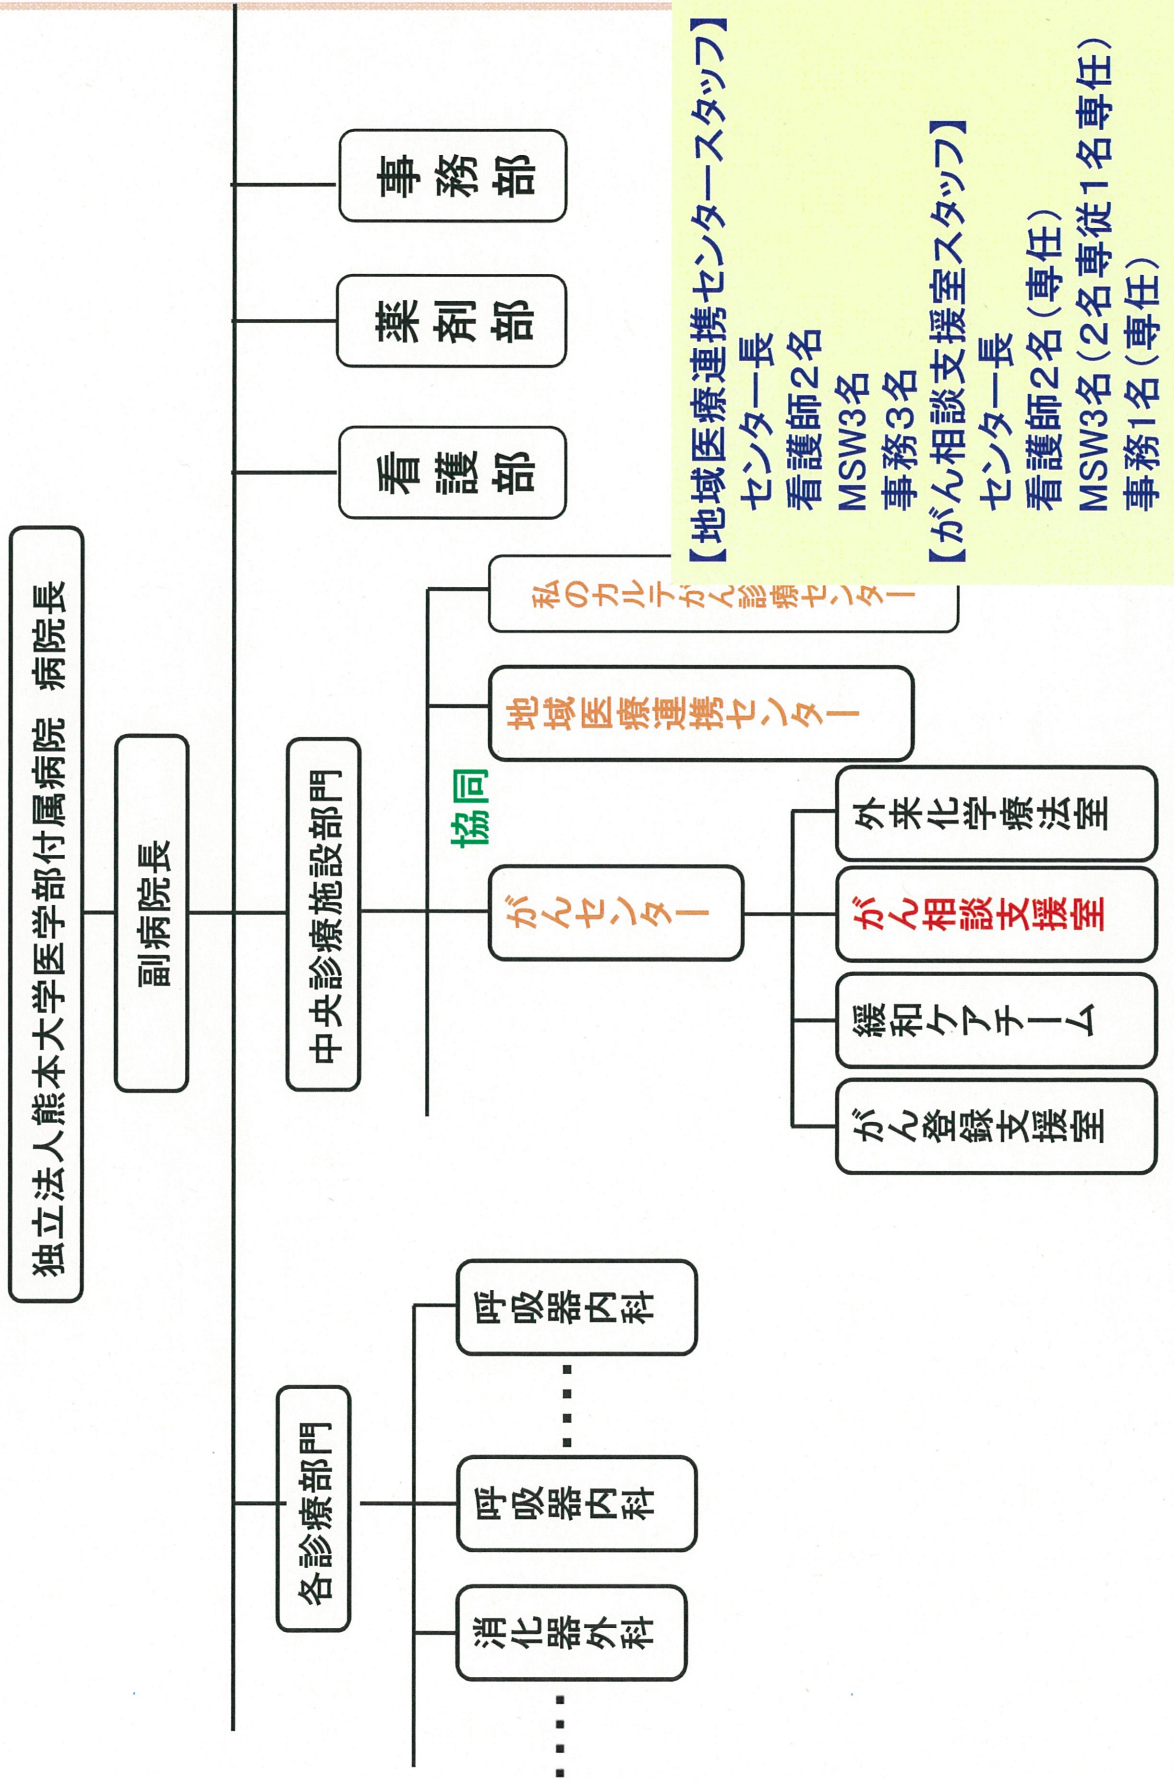 独立法人熊本大学医学部付属病院 病院長
副病院長
各診療部門
中央診療施設部門
看護部
薬剤部
事務部
消化器外科
呼吸器内科
呼吸器内科
がんセンター
協同
地域医療連携センター
私のカルテがん診療センター
がん登録支援室
緩和ケアチーム
がん相談支援室
外来化学療法室
【地域医療連携センタースタッフ】
センター長
看護師2名
MSW3名
事務3名
【がん相談支援室スタッフ】
センター長
看護師2名(専任)
MSW3名(2名専従1名専任)
事務1名(専任)